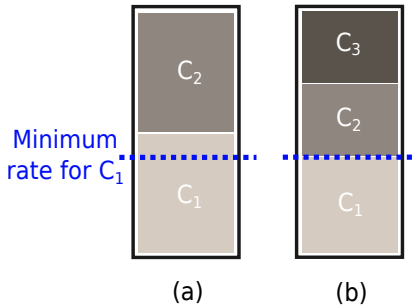 C₂
C₃
C₂
Minimum
rate for C₁
C₁
C₁
(a)
(b)